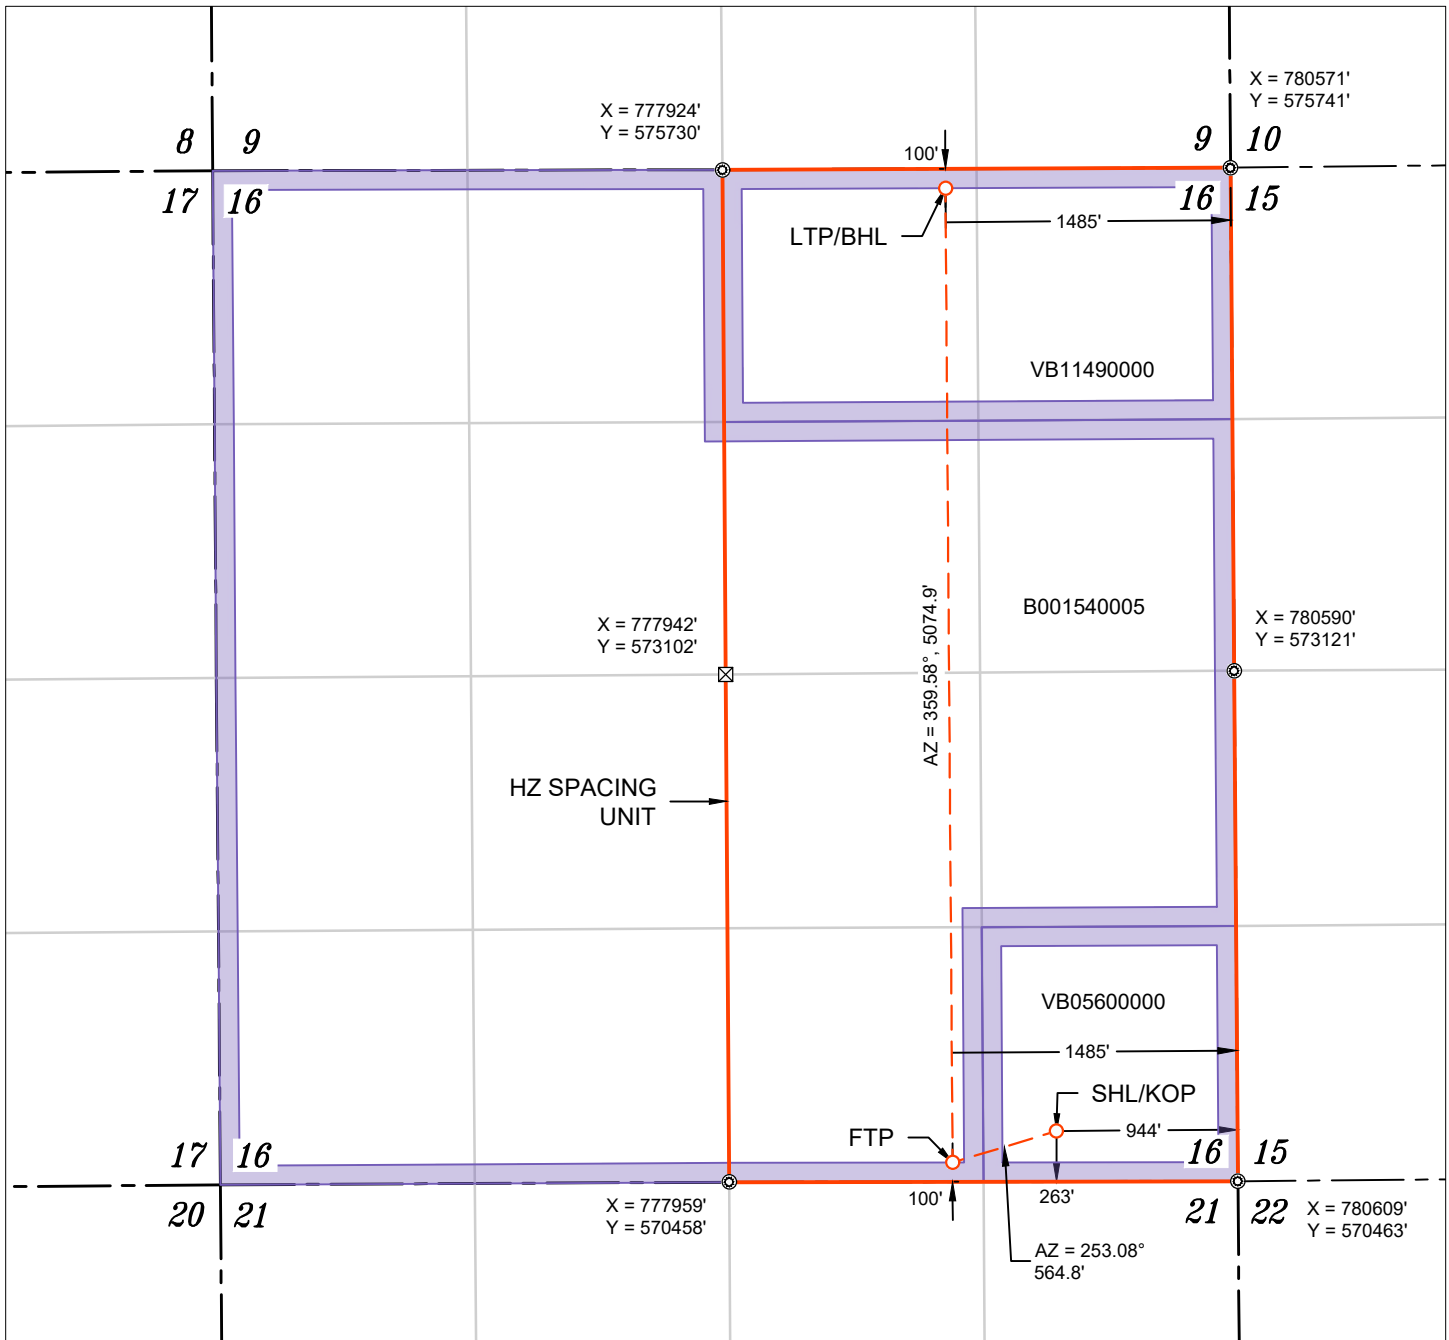 X = 780571'
Y = 575741'
X = 777924'
Y = 575730'
8 9
9 10
100'
17 16
16 15
1485'
LTP/BHL
VB11490000
B001540005
X = 777942'
Y = 573102'
X = 780590'
Y = 573121'
AZ = 359.58°, 5074.9'
HZ SPACING
UNIT
VB05600000
1485'
SHL/KOP
FTP
944'
17 16
16 15
100'
263'
X = 777959'
Y = 570458'
20 21
21 22
X = 780609'
Y = 570463'
AZ = 253.08°
564.8'